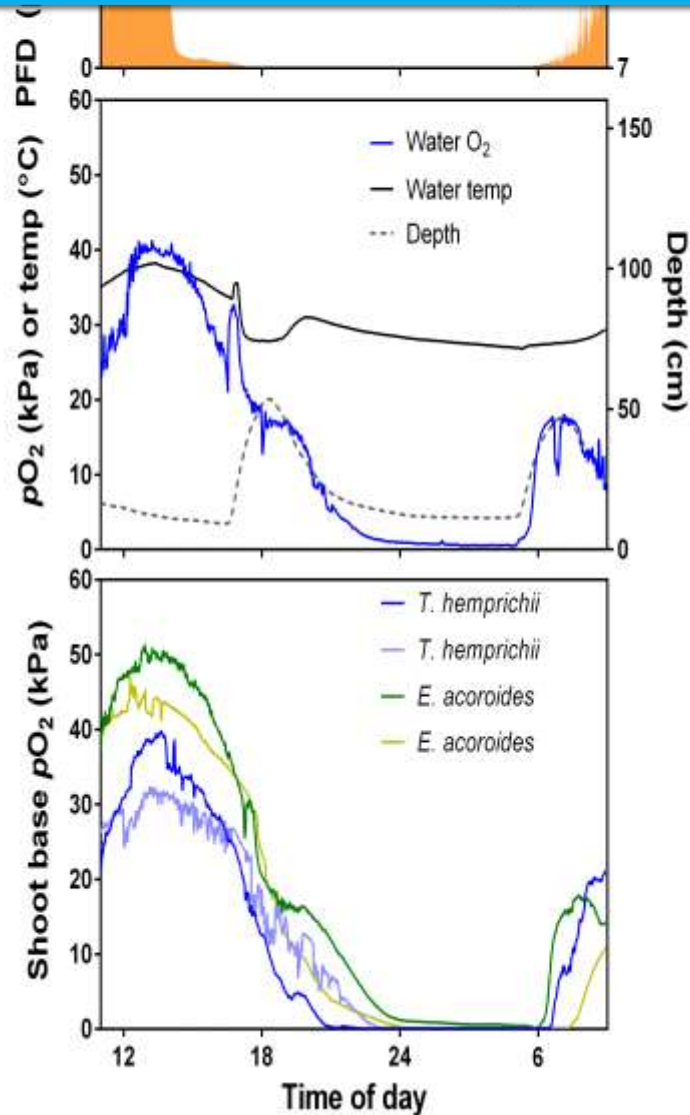 PFD (
0
7
60
50
40
30
20
10
0
pO₂ (kPa) or temp (°C)
Water O₂
Water temp
Depth
150
100
50
0
Depth (cm)
60
50
40
30
20
10
0
Shoot base pO₂ (kPa)
T. hemprichii
T. hemprichii
E. acoroides
E. acoroides
12
18
24
6
Time of day